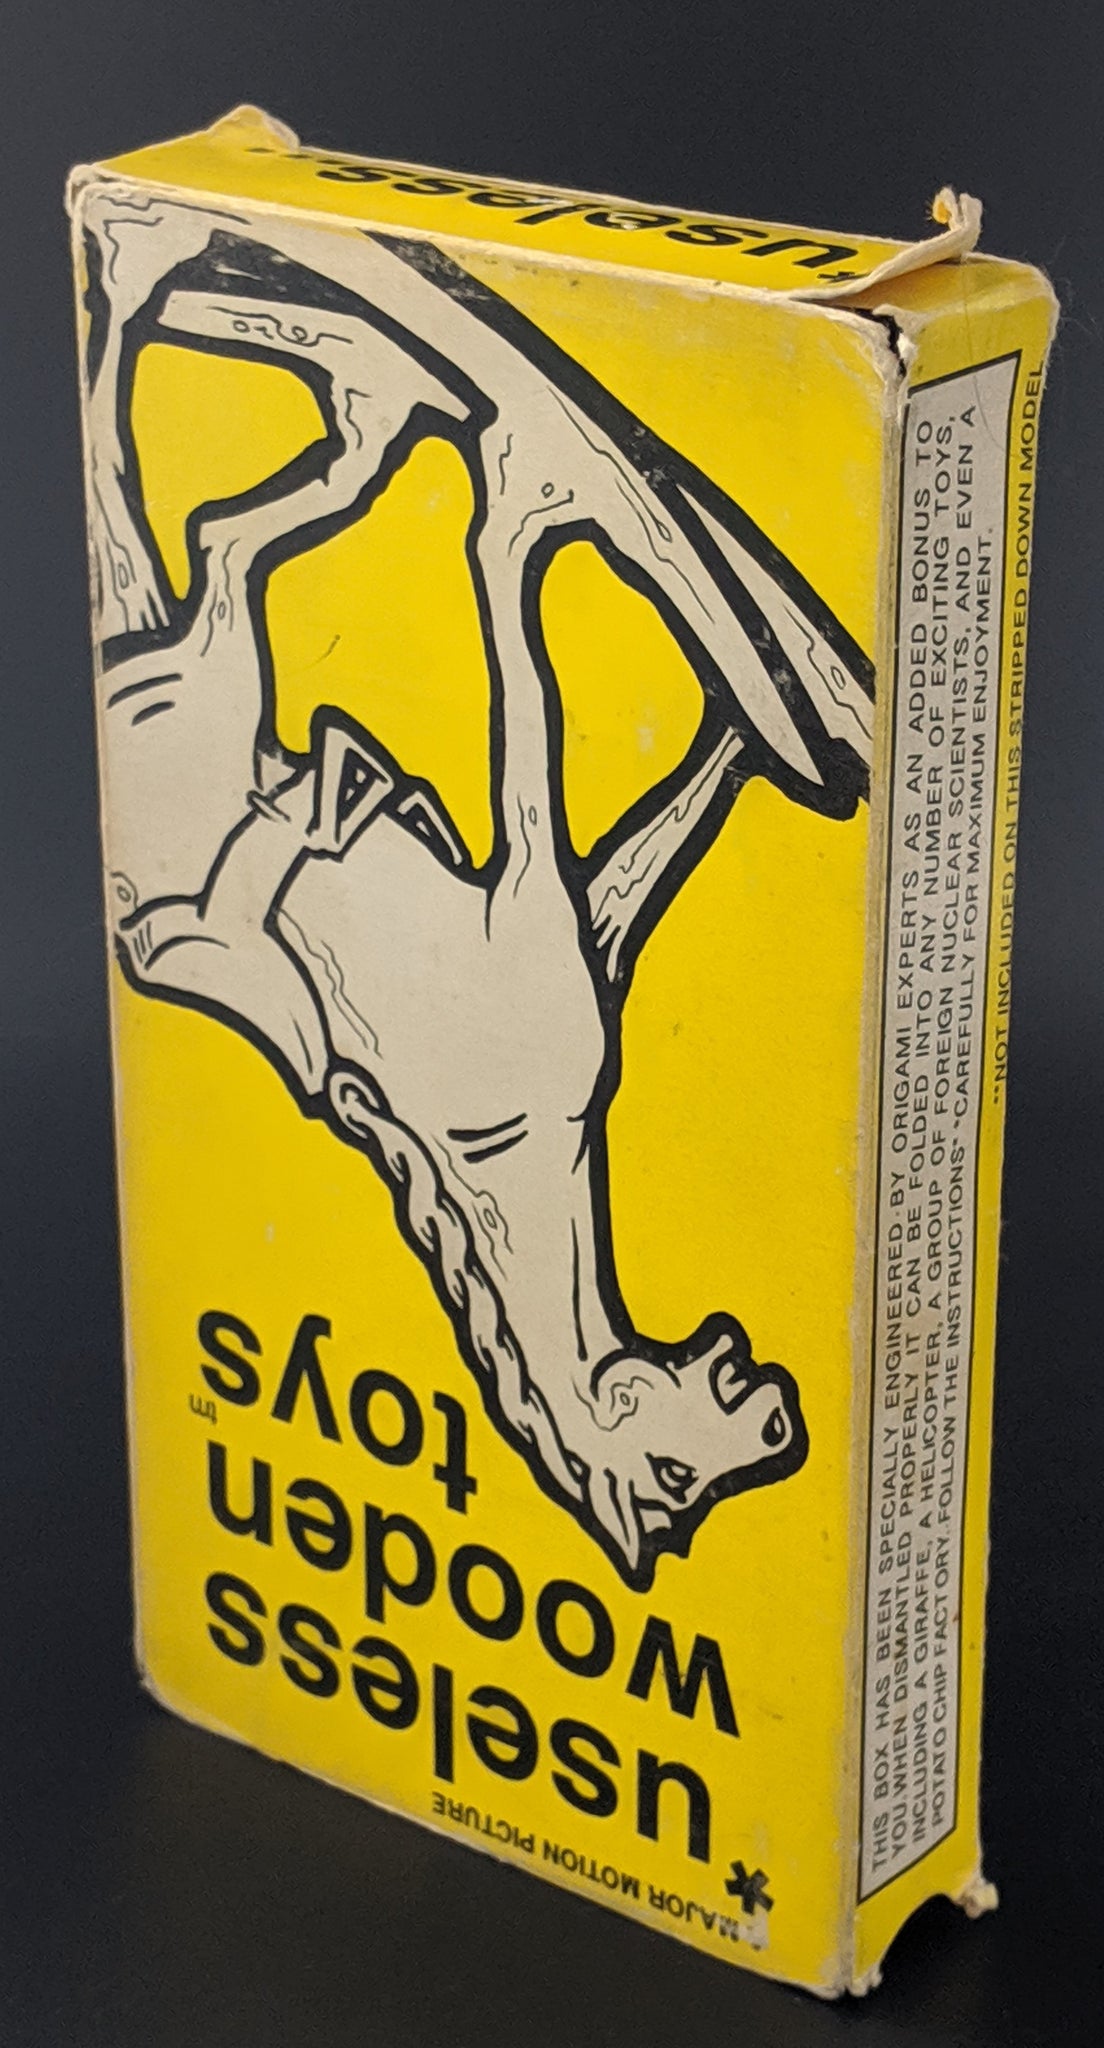 * MAJOR MOTION PICTURE
*useless
wooden
toys
tm
*useless...
THIS BOX HAS BEEN SPECIALLY ENGINEERED BY ORIGAMI EXPERTS AS AN ADDED BONUS TO
YOU. WHEN DISMANTLED PROPERLY IT CAN BE FOLDED INTO ANY NUMBER OF EXCITING TOYS,
INCLUDING A GIRAFFE, A HELICOPTER, A GROUP OF FOREIGN NUCLEAR SCIENTISTS, AND EVEN A
POTATO CHIP FACTORY. FOLLOW THE INSTRUCTIONS** *CAREFULLY FOR MAXIMUM ENJOYMENT.
**NOT INCLUDED ON THIS STRIPPED DOWN MODEL